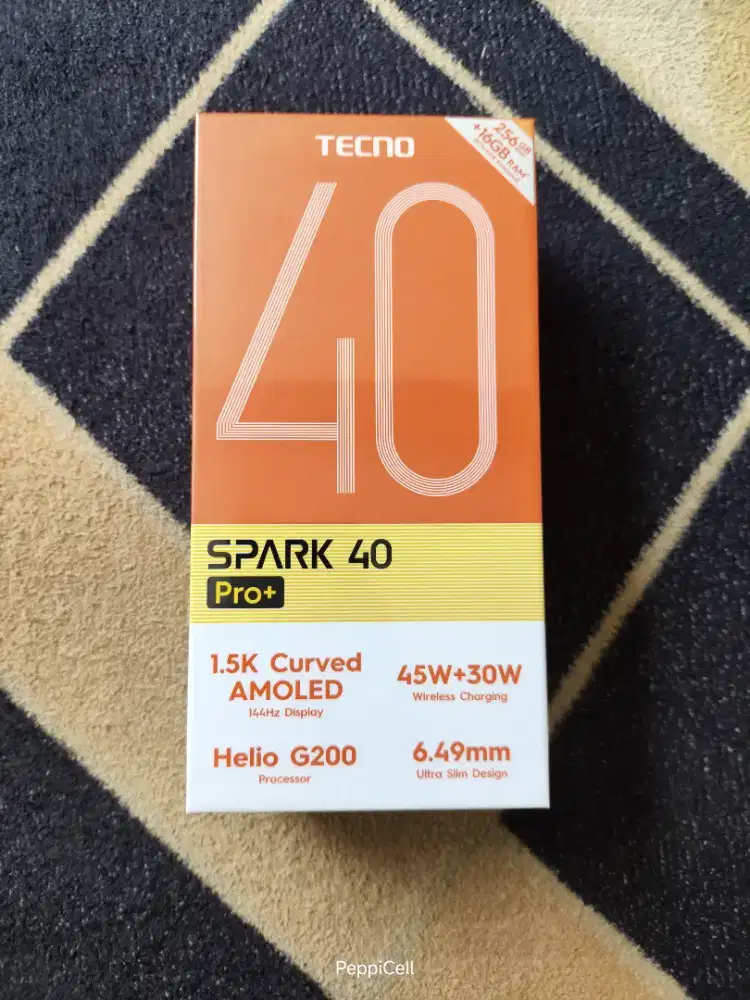 TECNO
256GB
+16GB RAM*
40
SPARK 40
Pro+
1.5K Curved
AMOLED
144Hz Display
45W+30W
Wireless Charging
Helio G200
Processor
6.49mm
Ultra Slim Design
PeppiCell